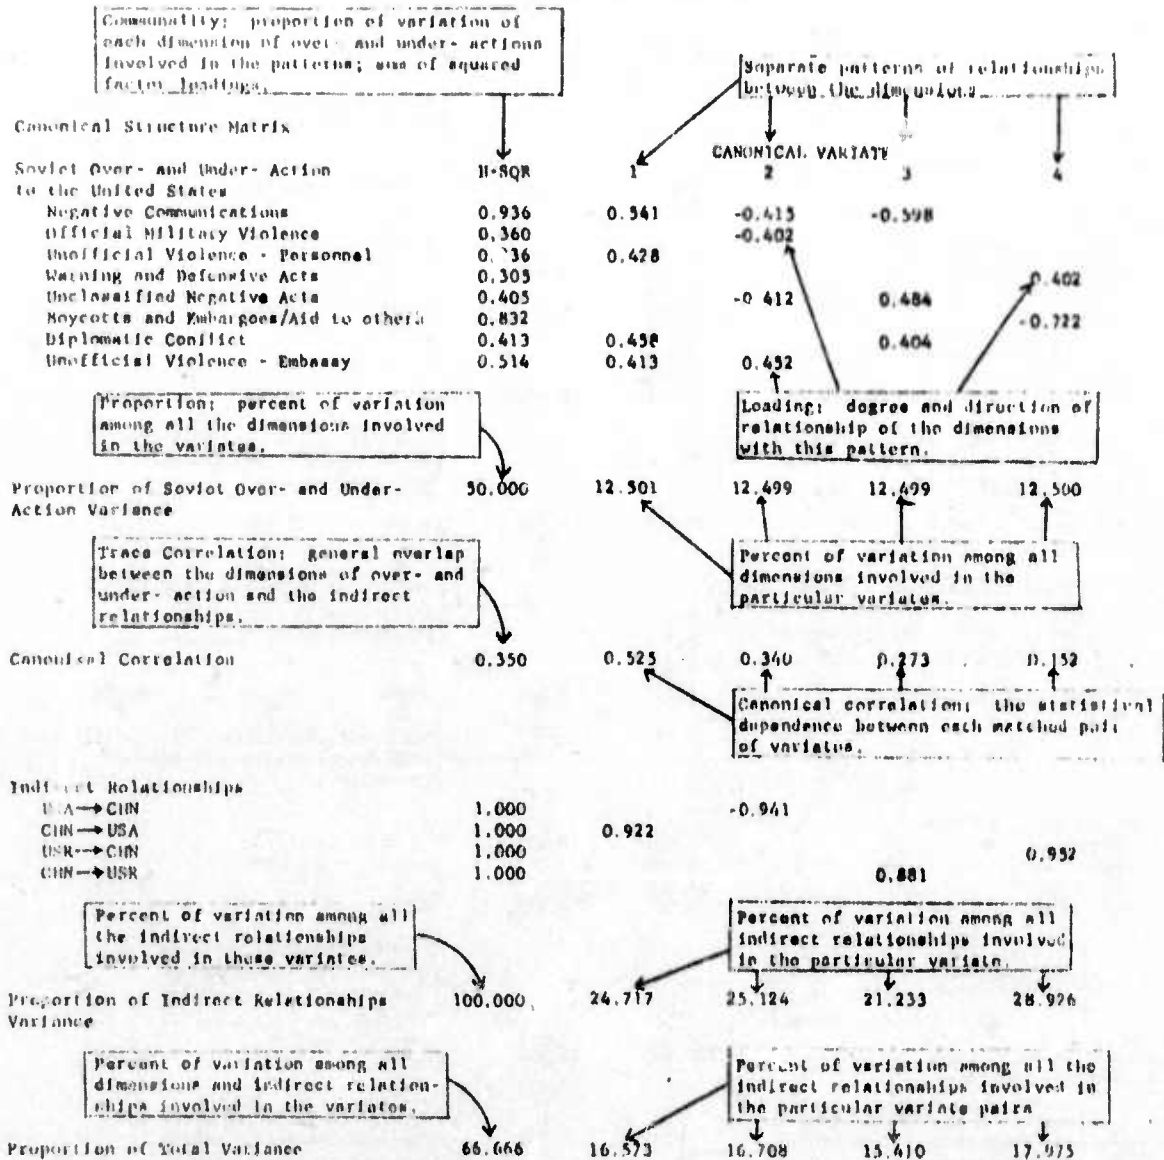 Communality: proportion of variation of
each dimension of over- and under- actions
involved in the patterns; sum of squared
factor loadings.
Separate patterns of relationships
between the dimensions
Canonical Structure Matrix
CANONICAL VARIATE
Soviet Over- and Under- Action H-SQR 1 2 3 4
to the United States
Negative Communications 0.936 0.541 -0.415 -0.598
Official Military Violence 0.360 -0.402
Unofficial Violence - Personnel 0.428
Warning and Defensive Acts 0.305 0.402
Unclassified Negative Acts 0.405 -0.412 0.484
Boycotts and Embargoes/Aid to others 0.832 -0.722
Diplomatic Conflict 0.413 0.458 0.404
Unofficial Violence - Embassy 0.514 0.413 0.452
Proportion: percent of variation
among all the dimensions involved
in the variates.
Loading: degree and direction of
relationship of the dimensions
with this pattern.
Proportion of Soviet Over- and Under- 50.000 12.501 12.499 12.499 12.500
Action Variance
Trace Correlation: general overlap
between the dimensions of over- and
under- action and the indirect
relationships.
Percent of variation among all
dimensions involved in the
particular variates.
Canonical Correlation 0.350 0.525 0.340 0.273 0.152
Canonical correlation: the statistical
dependence between each matched pair
of variates.
Indirect Relationships
USA→CHN 1.000 -0.941
CHN→USA 1.000 0.922
USR→CHN 1.000 0.952
CHN→USR 1.000 0.881
Percent of variation among all
the indirect relationships
involved in these variates.
Percent of variation among all
indirect relationships involved
in the particular variate.
Proportion of Indirect Relationships 100.000 24.717 25.124 21.233 28.926
Variance
Percent of variation among all
dimensions and indirect relation-
ships involved in the variates.
Percent of variation among all the
indirect relationships involved in
the particular variate pairs
Proportion of Total Variance 66.666 16.573 16.708 15.410 17.975